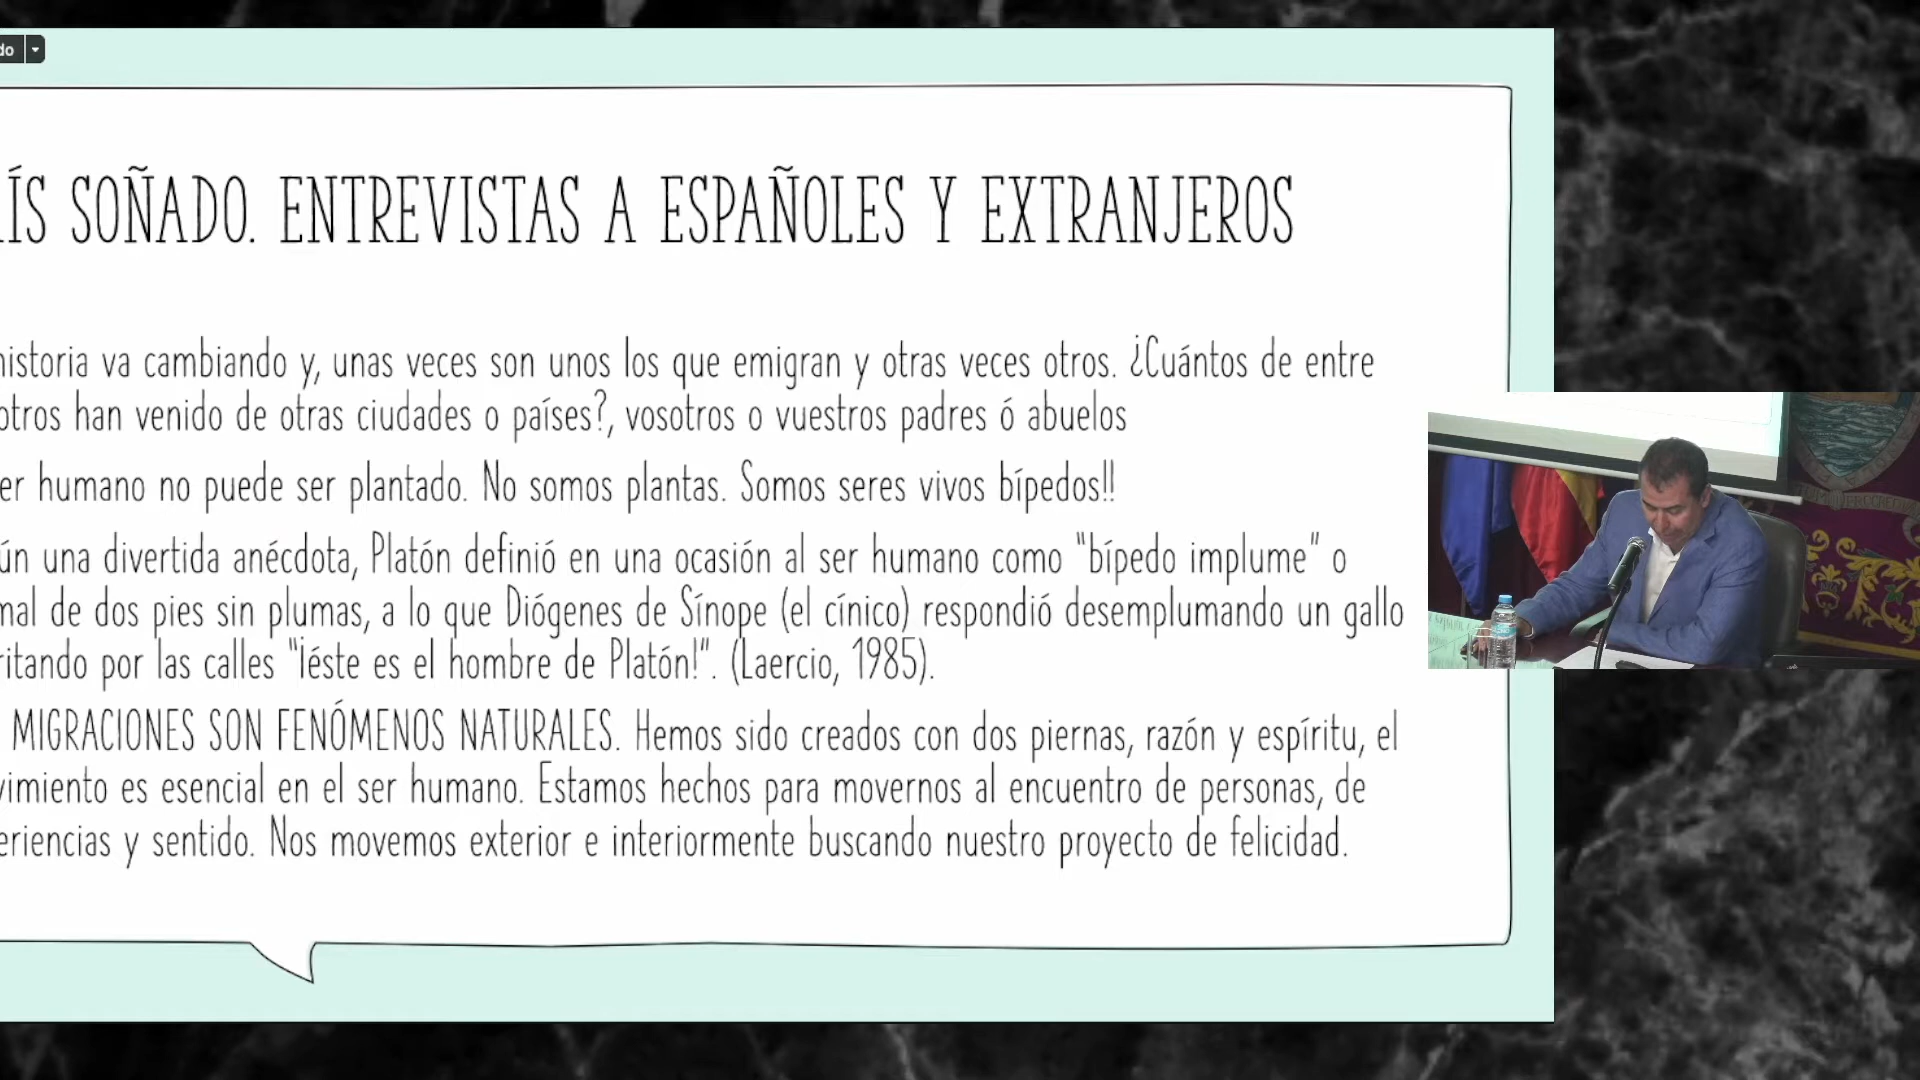 do
ÍS SOÑADO. ENTREVISTAS A ESPAÑOLES Y EXTRANJEROS
historia va cambiando y, unas veces son unos los que emigran y otras veces otros. ¿Cuántos de entre
otros han venido de otras ciudades o países?, vosotros o vuestros padres ó abuelos
er humano no puede ser plantado. No somos plantas. Somos seres vivos bípedos!!
ún una divertida anécdota, Platón definió en una ocasión al ser humano como "bípedo implume" o
mal de dos pies sin plumas, a lo que Diógenes de Sínope (el cínico) respondió desemplumando un gallo
ritando por las calles "¡éste es el hombre de Platón!". (Laercio, 1985).
MIGRACIONES SON FENÓMENOS NATURALES. Hemos sido creados con dos piernas, razón y espíritu, el
vimiento es esencial en el ser humano. Estamos hechos para movernos al encuentro de personas, de
eriencias y sentido. Nos movemos exterior e interiormente buscando nuestro proyecto de felicidad.